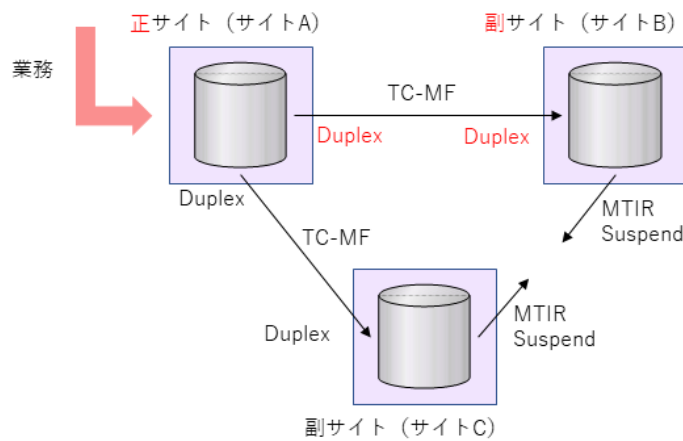 正サイト（サイトA）
副サイト（サイトB）
業務
TC-MF
Duplex
Duplex
Duplex
MTIR
Suspend
TC-MF
Duplex
MTIR
Suspend
副サイト（サイトC）